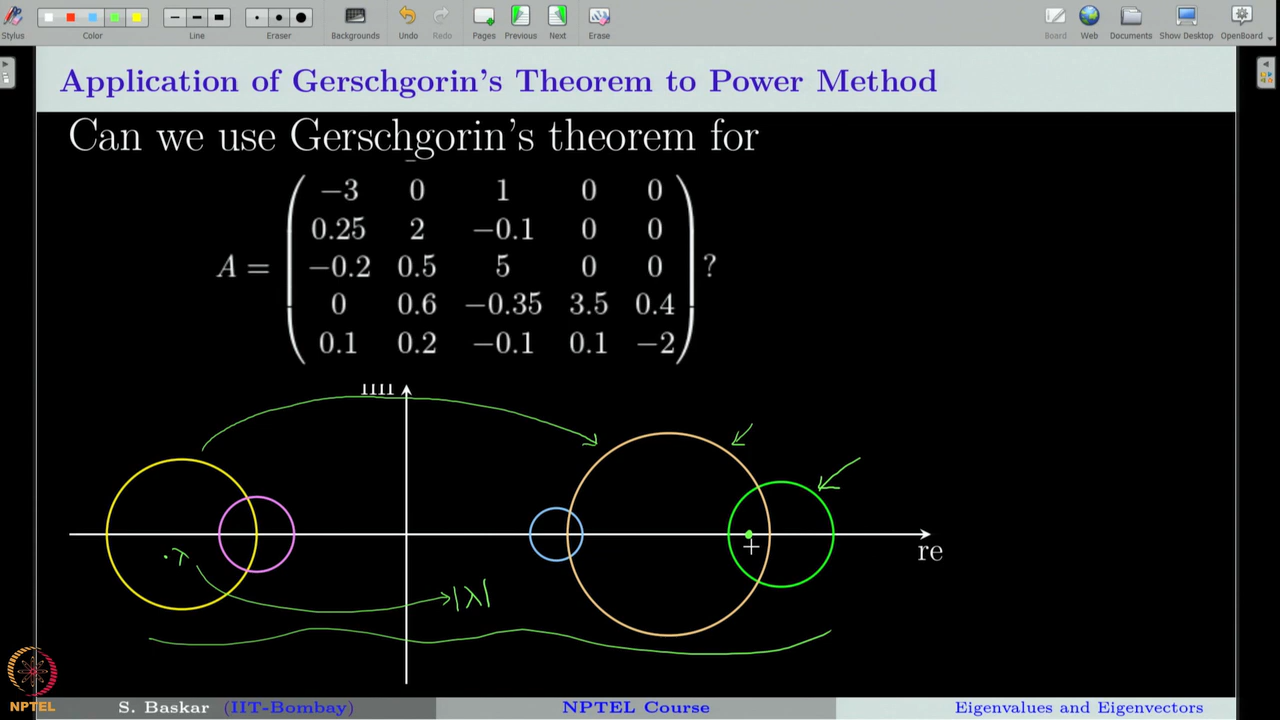 Stylus Color Line Eraser Backgrounds Undo Redo Pages Previous Next Erase Board Web Documents Show Desktop OpenBoard
Application of Gerschgorin's Theorem to Power Method
Can we use Gerschgorin's theorem for
A = ?
−3 0 1 0 0
0.25 2 −0.1 0 0
−0.2 0.5 5 0 0
0 0.6 −0.35 3.5 0.4
0.1 0.2 −0.1 0.1 −2
re
|λ|
NPTEL
S. Baskar (IIT-Bombay) NPTEL Course Eigenvalues and Eigenvectors